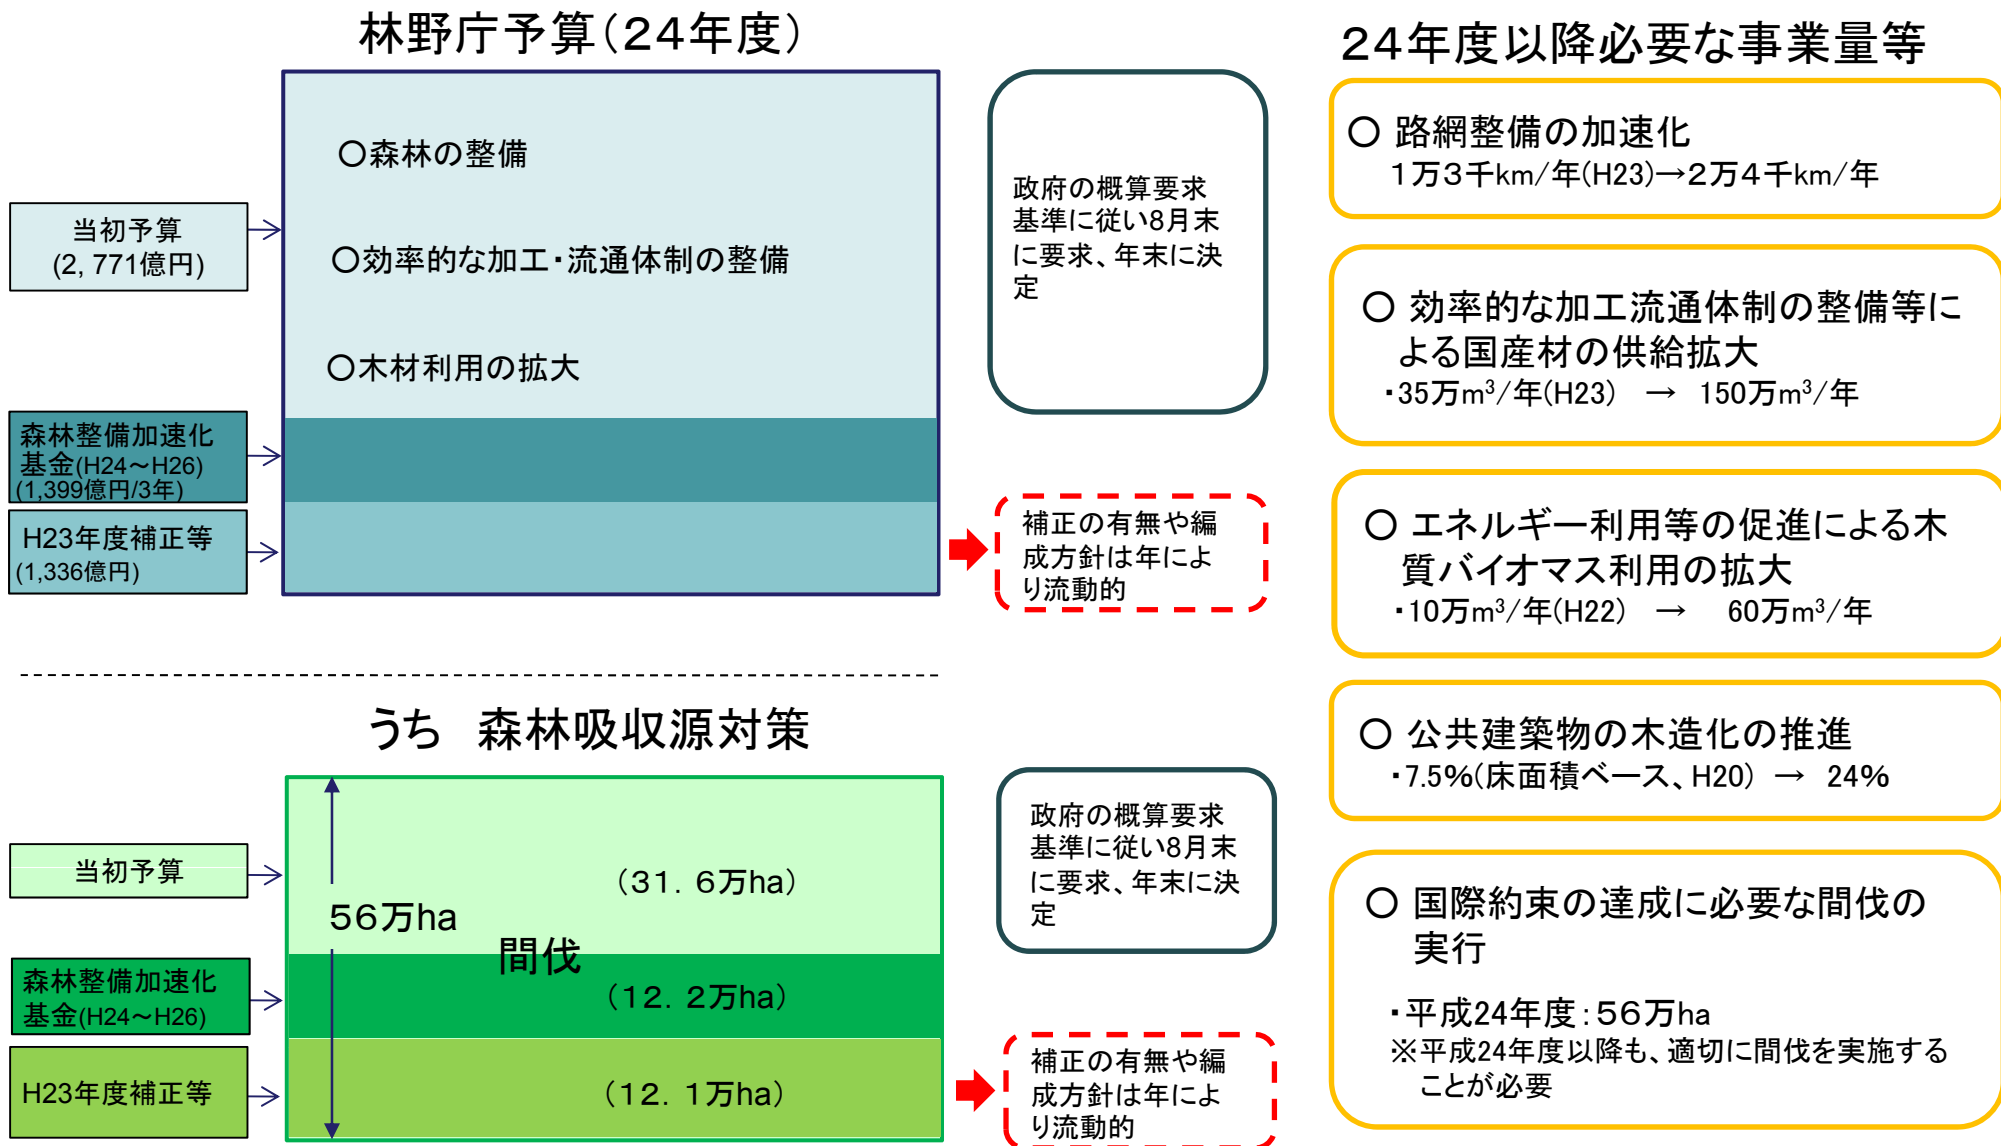 林野庁予算(24年度)
○森林の整備
○効率的な加工・流通体制の整備
○木材利用の拡大
当初予算
(2, 771億円)
森林整備加速化
基金(H24～H26)
(1,399億円/3年)
H23年度補正等
(1,336億円)
政府の概算要求
基準に従い8月末
に要求、年末に決
定
補正の有無や編
成方針は年によ
り流動的
うち　森林吸収源対策
当初予算
森林整備加速化
基金(H24～H26)
H23年度補正等
56万ha
間伐
(31. 6万ha)
(12. 2万ha)
(12. 1万ha)
政府の概算要求
基準に従い8月末
に要求、年末に決
定
補正の有無や編
成方針は年によ
り流動的
24年度以降必要な事業量等
○ 路網整備の加速化
1万3千km/年(H23)→2万4千km/年
○ 効率的な加工流通体制の整備等に
よる国産材の供給拡大
・35万m³/年(H23) → 150万m³/年
○ エネルギー利用等の促進による木
質バイオマス利用の拡大
・10万m³/年(H22) → 60万m³/年
○ 公共建築物の木造化の推進
・7.5%(床面積ベース、H20) → 24%
○ 国際約束の達成に必要な間伐の
実行
・平成24年度:56万ha
※平成24年度以降も、適切に間伐を実施する
ことが必要